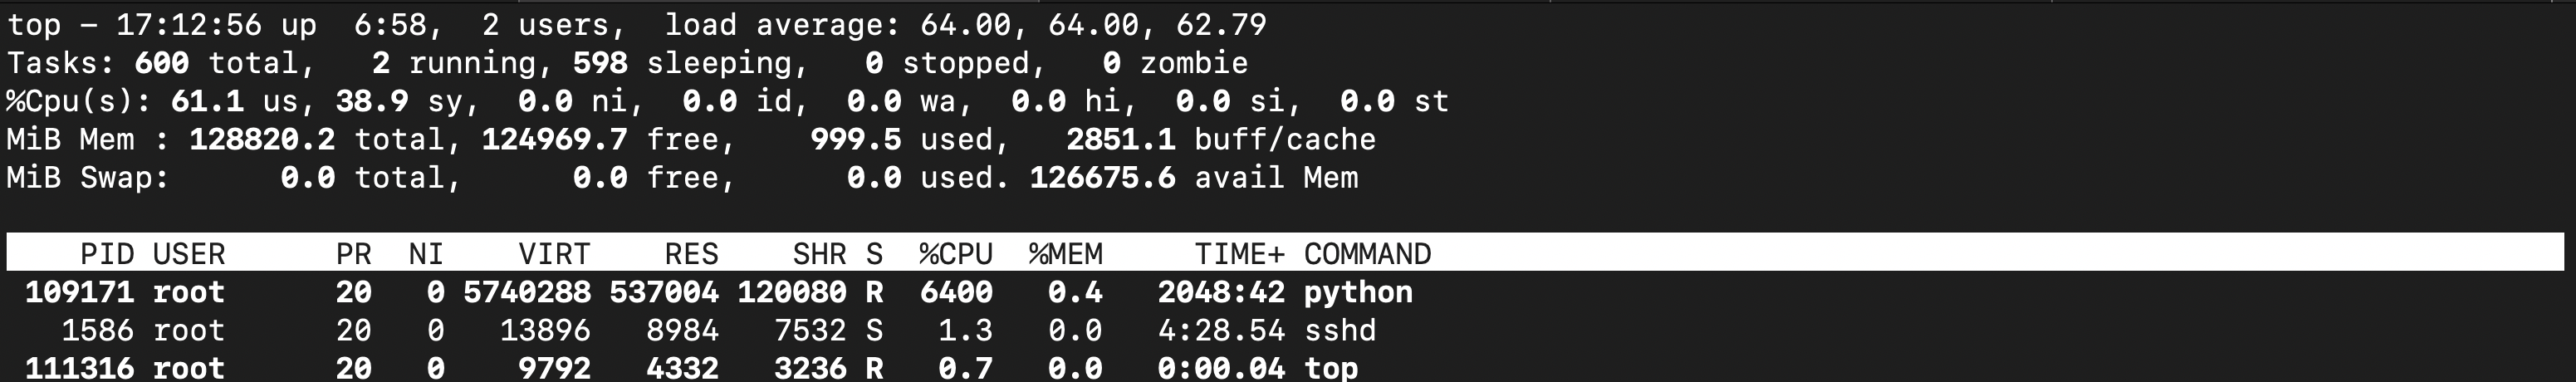 top - 17:12:56 up  6:58,  2 users,  load average: 64.00, 64.00, 62.79
Tasks: 600 total,   2 running, 598 sleeping,   0 stopped,   0 zombie
%Cpu(s): 61.1 us, 38.9 sy,  0.0 ni,  0.0 id,  0.0 wa,  0.0 hi,  0.0 si,  0.0 st
MiB Mem : 128820.2 total, 124969.7 free,    999.5 used,   2851.1 buff/cache
MiB Swap:      0.0 total,      0.0 free,      0.0 used. 126675.6 avail Mem
    PID USER      PR  NI    VIRT    RES    SHR S  %CPU  %MEM     TIME+ COMMAND
 109171 root      20   0 5740288 537004 120080 R  6400   0.4   2048:42 python
   1586 root      20   0   13896   8984   7532 S   1.3   0.0   4:28.54 sshd
 111316 root      20   0    9792   4332   3236 R   0.7   0.0   0:00.04 top